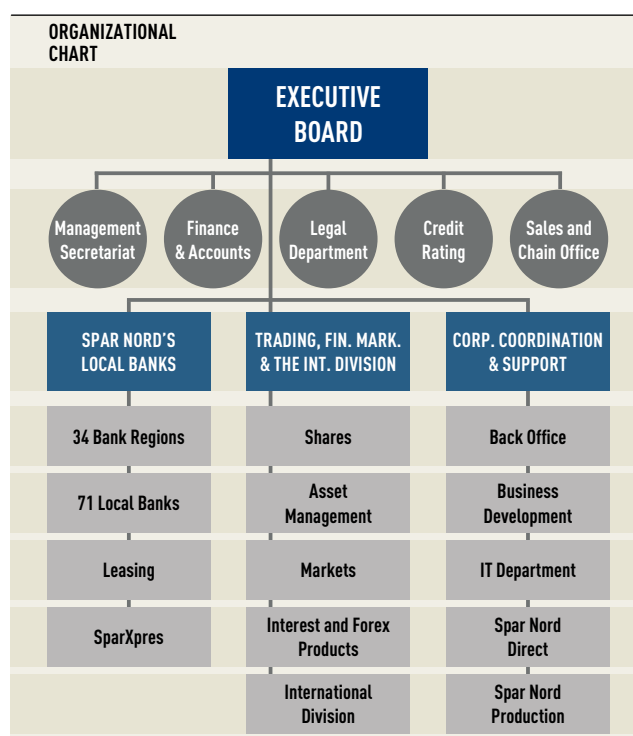 ORGANIZATIONAL
CHART
EXECUTIVE
BOARD
Management
Secretariat
Finance
& Accounts
Legal
Department
Credit
Rating
Sales and
Chain Office
SPAR NORD'S
LOCAL BANKS
TRADING, FIN. MARK.
& THE INT. DIVISION
CORP. COORDINATION
& SUPPORT
34 Bank Regions
Shares
Back Office
71 Local Banks
Asset
Management
Business
Development
Leasing
Markets
IT Department
SparXpres
Interest and Forex
Products
Spar Nord
Direct
International
Division
Spar Nord
Production